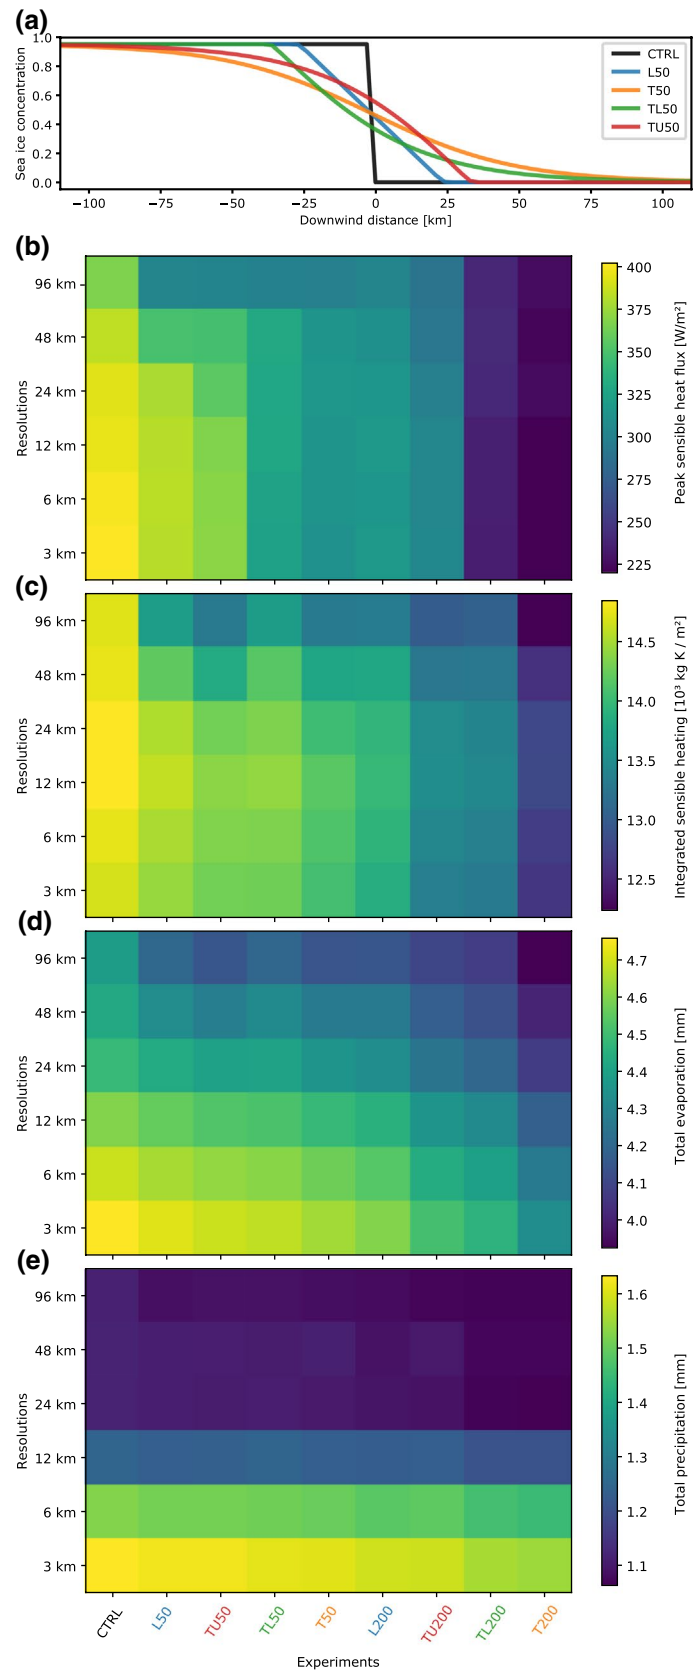 (a)
Sea ice concentration
1.0
0.8
0.6
0.4
0.2
0.0
CTRL
L50
T50
TL50
TU50
−100 −75 −50 −25 0 25 50 75 100
Downwind distance [km]
(b)
Resolutions
96 km
48 km
24 km
12 km
6 km
3 km
400
375
350
325
300
275
250
225
Peak sensible heat flux [W/m²]
(c)
Resolutions
96 km
48 km
24 km
12 km
6 km
3 km
14.5
14.0
13.5
13.0
12.5
Integrated sensible heating [10³ kg K / m²]
(d)
Resolutions
96 km
48 km
24 km
12 km
6 km
3 km
4.7
4.6
4.5
4.4
4.3
4.2
4.1
4.0
Total evaporation [mm]
(e)
Resolutions
96 km
48 km
24 km
12 km
6 km
3 km
1.6
1.5
1.4
1.3
1.2
1.1
Total precipitation [mm]
CTRL L50 TU50 TL50 T50 L200 TU200 TL200 T200
Experiments